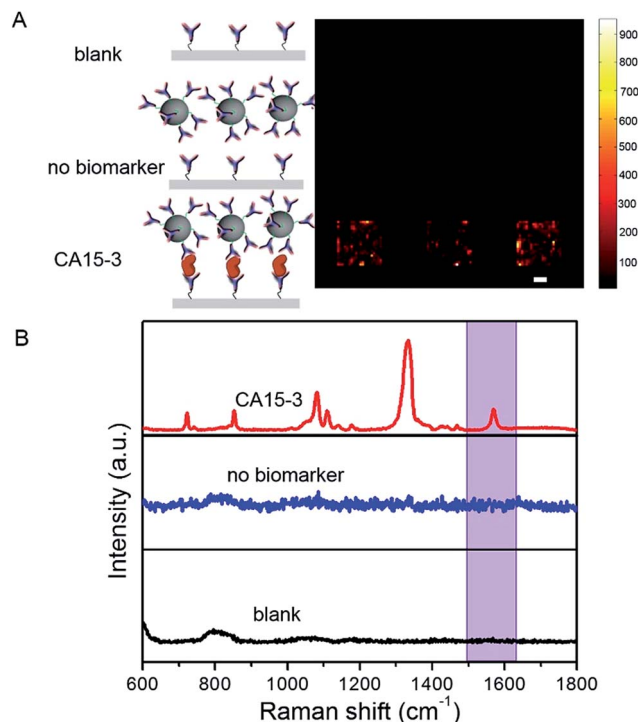 A
blank
no biomarker
CA15-3
900
800
700
600
500
400
300
200
100
B
CA15-3
no biomarker
blank
Intensity (a.u.)
600 800 1000 1200 1400 1600 1800
Raman shift (cm⁻¹)